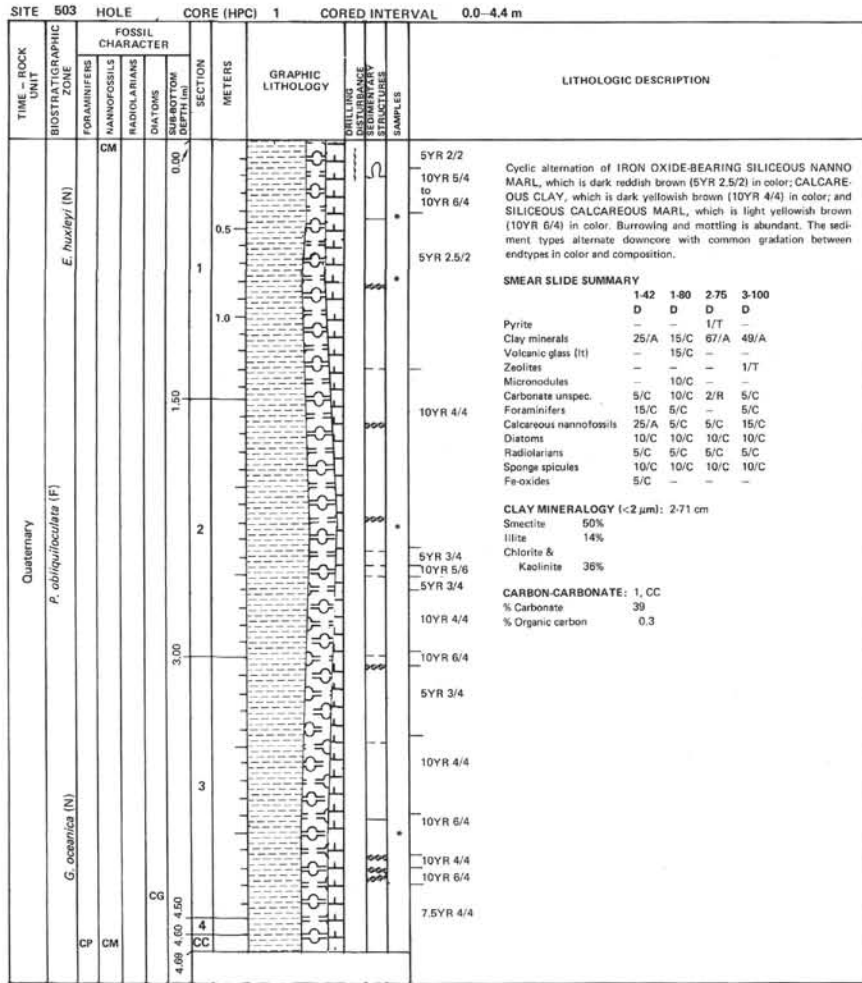 SITE 503 HOLE CORE (HPC) 1 CORED INTERVAL 0.0–4.4 m
TIME – ROCK UNIT
BIOSTRATIGRAPHIC ZONE
FOSSIL CHARACTER
FORAMINIFERS
NANNOFOSSILS
RADIOLARIANS
DIATOMS
SUB-BOTTOM DEPTH (m)
SECTION
METERS
GRAPHIC LITHOLOGY
DRILLING DISTURBANCE
SEDIMENTARY STRUCTURES
SAMPLES
LITHOLOGIC DESCRIPTION
Quaternary
E. huxleyi (N)
P. obliquiloculata (F)
G. oceanica (N)
CM
CG
CP CM
0.00
1.50
3.00
4.50
4.60
4.69
1
2
3
4
CC
0.5
1.0
*
*
*
*
5YR 2/2
10YR 5/4
to
10YR 6/4
5YR 2.5/2
10YR 4/4
5YR 3/4
10YR 5/6
5YR 3/4
10YR 4/4
10YR 6/4
5YR 3/4
10YR 4/4
10YR 6/4
10YR 4/4
10YR 6/4
7.5YR 4/4
Cyclic alternation of IRON OXIDE-BEARING SILICEOUS NANNO
MARL, which is dark reddish brown (5YR 2.5/2) in color; CALCARE-
OUS CLAY, which is dark yellowish brown (10YR 4/4) in color; and
SILICEOUS CALCAREOUS MARL, which is light yellowish brown
(10YR 6/4) in color. Burrowing and mottling is abundant. The sedi-
ment types alternate downcore with common gradation between
endtypes in color and composition.
SMEAR SLIDE SUMMARY
1-42 1-80 2-75 3-100
D D D D
Pyrite – – 1/T –
Clay minerals 25/A 15/C 67/A 49/A
Volcanic glass (lt) – 15/C – –
Zeolites – – – 1/T
Micronodules – 10/C – –
Carbonate unspec. 5/C 10/C 2/R 5/C
Foraminifers 15/C 5/C – 5/C
Calcareous nannofossils 25/A 5/C 5/C 15/C
Diatoms 10/C 10/C 10/C 10/C
Radiolarians 5/C 5/C 5/C 5/C
Sponge spicules 10/C 10/C 10/C 10/C
Fe-oxides 5/C – – –
CLAY MINERALOGY (<2 μm): 2-71 cm
Smectite 50%
Illite 14%
Chlorite &
Kaolinite 36%
CARBON-CARBONATE: 1, CC
% Carbonate 39
% Organic carbon 0.3